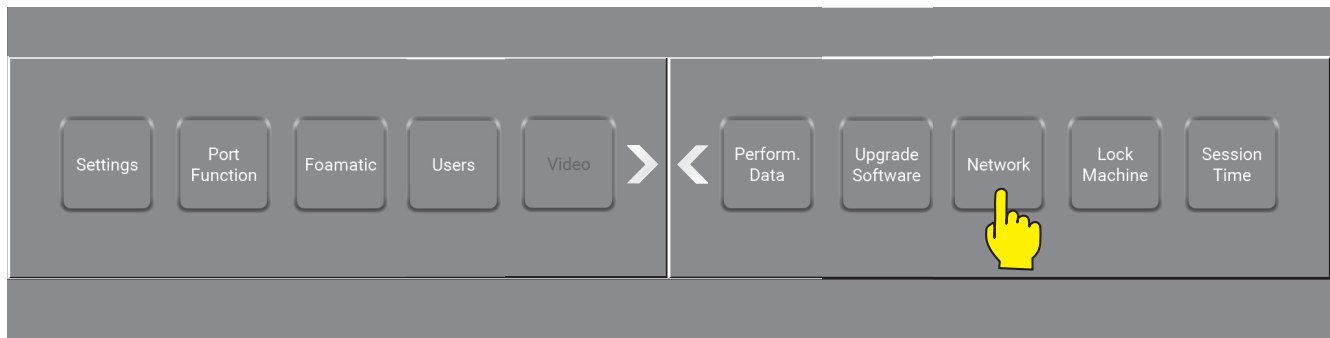 Settings
Port
Function
Foamatic
Users
Video
Perform.
Data
Upgrade
Software
Network
Lock
Machine
Session
Time